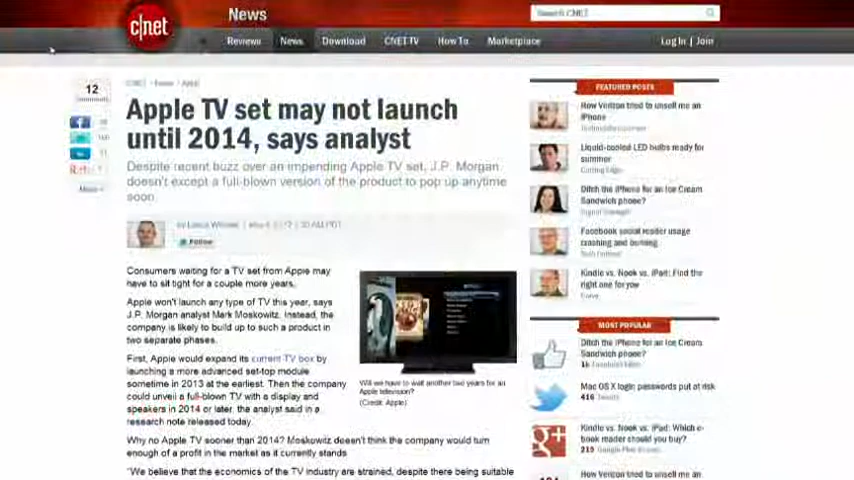 c|net
News
Search CNET
Reviews
News
Download
CNET TV
How To
Marketplace
Log In | Join
12
Apple TV set may not launch
until 2014, says analyst
Despite recent buzz over an impending Apple TV set, J.P. Morgan
doesn't except a full-blown version of the product to pop up anytime
soon.
Follow
More
Consumers waiting for a TV set from Apple may
have to sit tight for a couple more years.
Apple won't launch any type of TV this year, says
J.P. Morgan analyst Mark Moskowitz. Instead, the
company is likely to build up to such a product in
two separate phases.
First, Apple would expand its current TV box by
launching a more advanced set-top module
sometime in 2013 at the earliest. Then the company
could unveil a full-blown TV with a display and
speakers in 2014 or later, the analyst said in a
research note released today.
Will we have to wait another two years for an
Apple television?
(Credit: Apple)
Why no Apple TV sooner than 2014? Moskowitz doesn't think the company would turn
enough of a profit in the market as it currently stands
"We believe that the economics of the TV industry are strained, despite there being suitable
FEATURED POSTS
How Verizon tried to unsell me an
iPhone
Liquid-cooled LED bulbs ready for
summer
Cutting Edge
Ditch the iPhone for an Ice Cream
Sandwich phone?
Facebook social reader usage
crashing and burning
Kindle vs. Nook vs. iPad: Find the
right one for you
MOST POPULAR
Ditch the iPhone for an Ice Cream
Sandwich phone?
Mac OS X login passwords put at risk
416 Tweets
Kindle vs. Nook vs. iPad: Which e-
book reader should you buy?
How Verizon tried to unsell me an